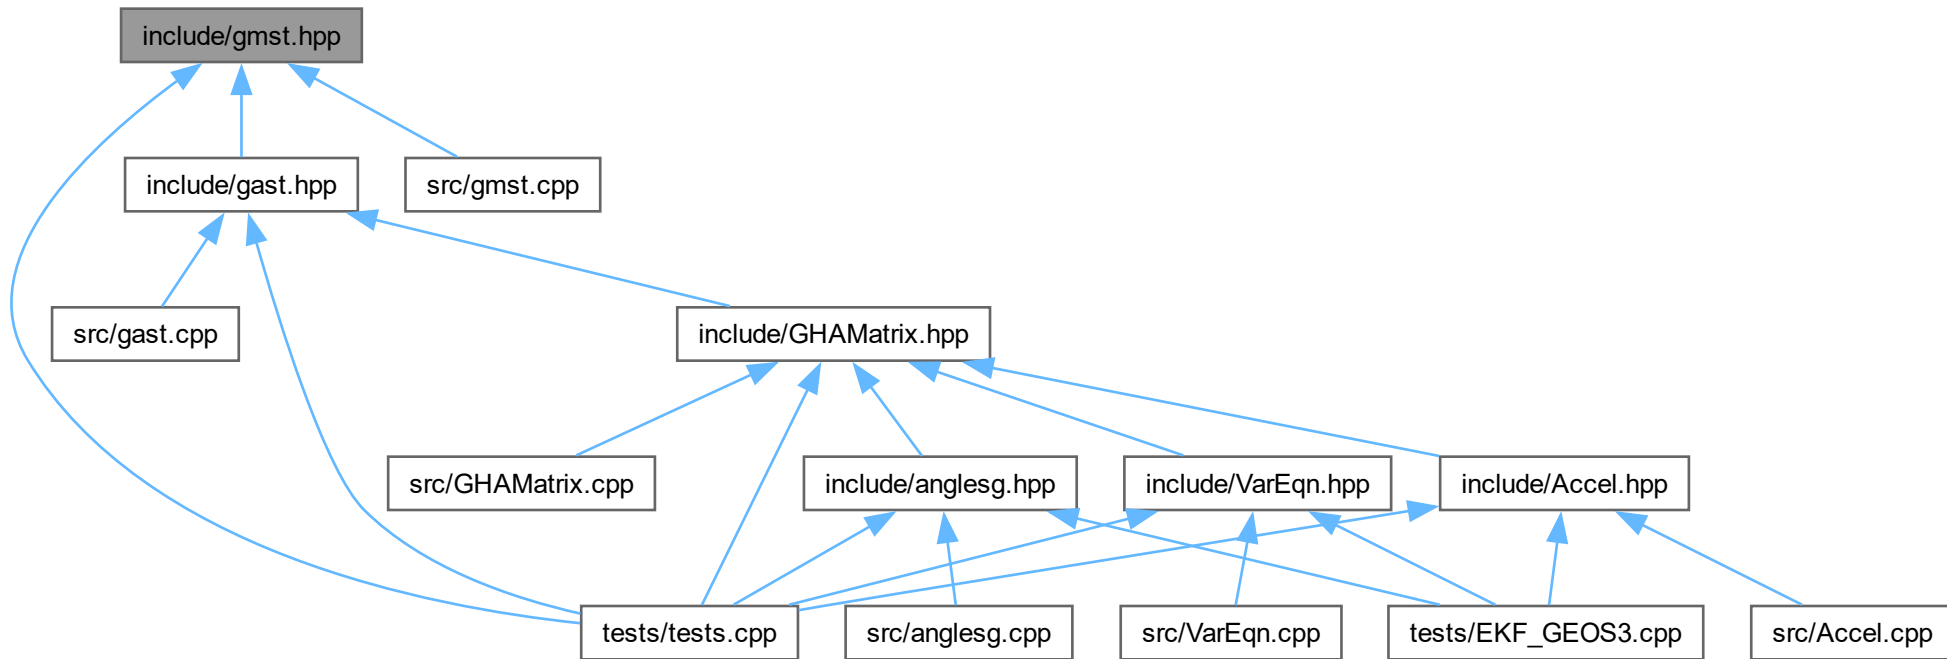 include/gmst.hpp
include/gast.hpp
src/gmst.cpp
src/gast.cpp
include/GHAMatrix.hpp
src/GHAMatrix.cpp
include/anglesg.hpp
include/VarEqn.hpp
include/Accel.hpp
tests/tests.cpp
src/anglesg.cpp
src/VarEqn.cpp
tests/EKF_GEOS3.cpp
src/Accel.cpp